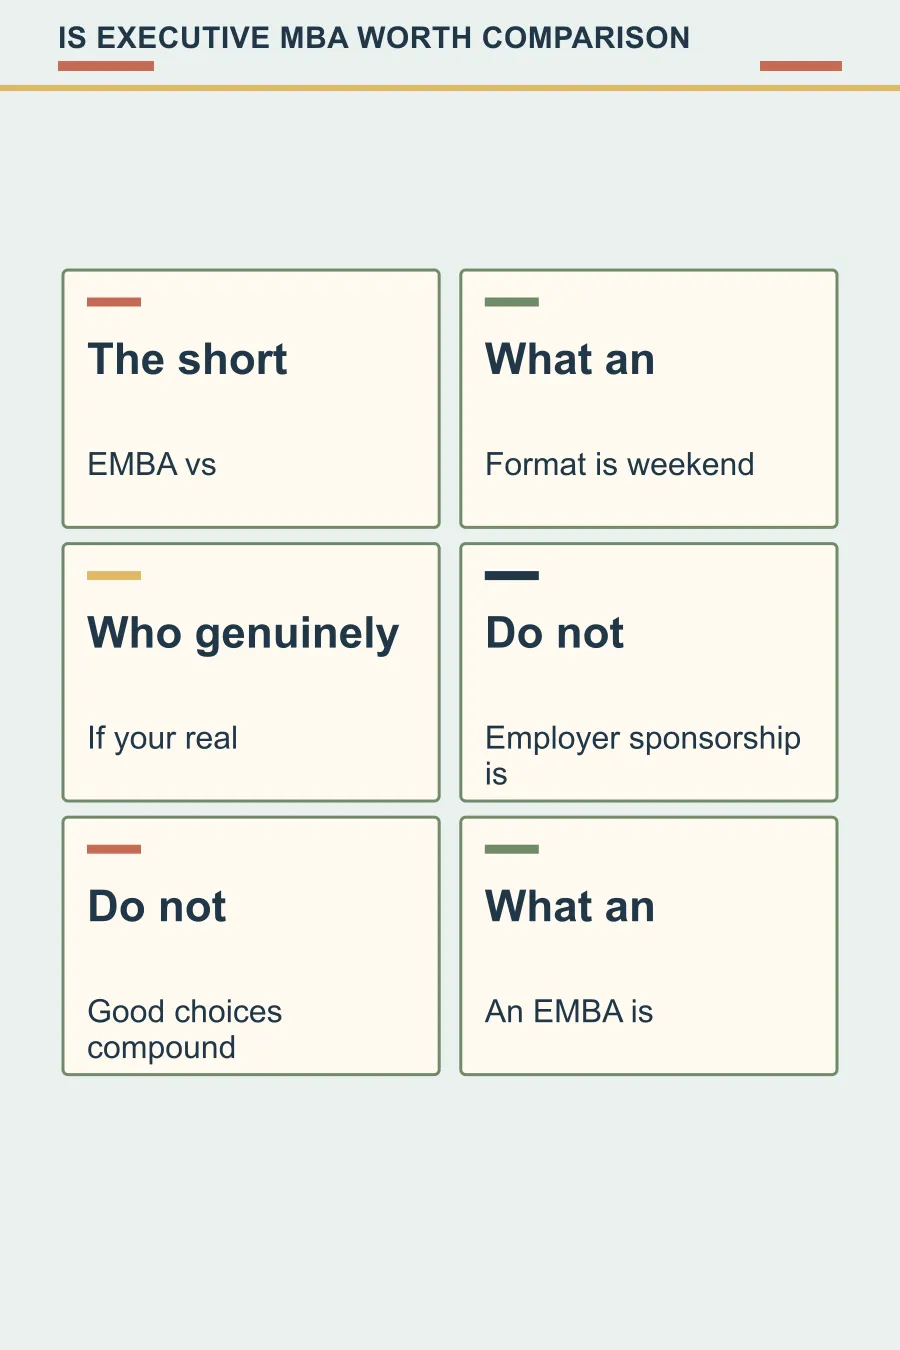 IS EXECUTIVE MBA WORTH COMPARISON
The short
EMBA vs
What an
Format is weekend
Who genuinely
If your real
Do not
Employer sponsorship
is
Do not
Good choices
compound
What an
An EMBA is